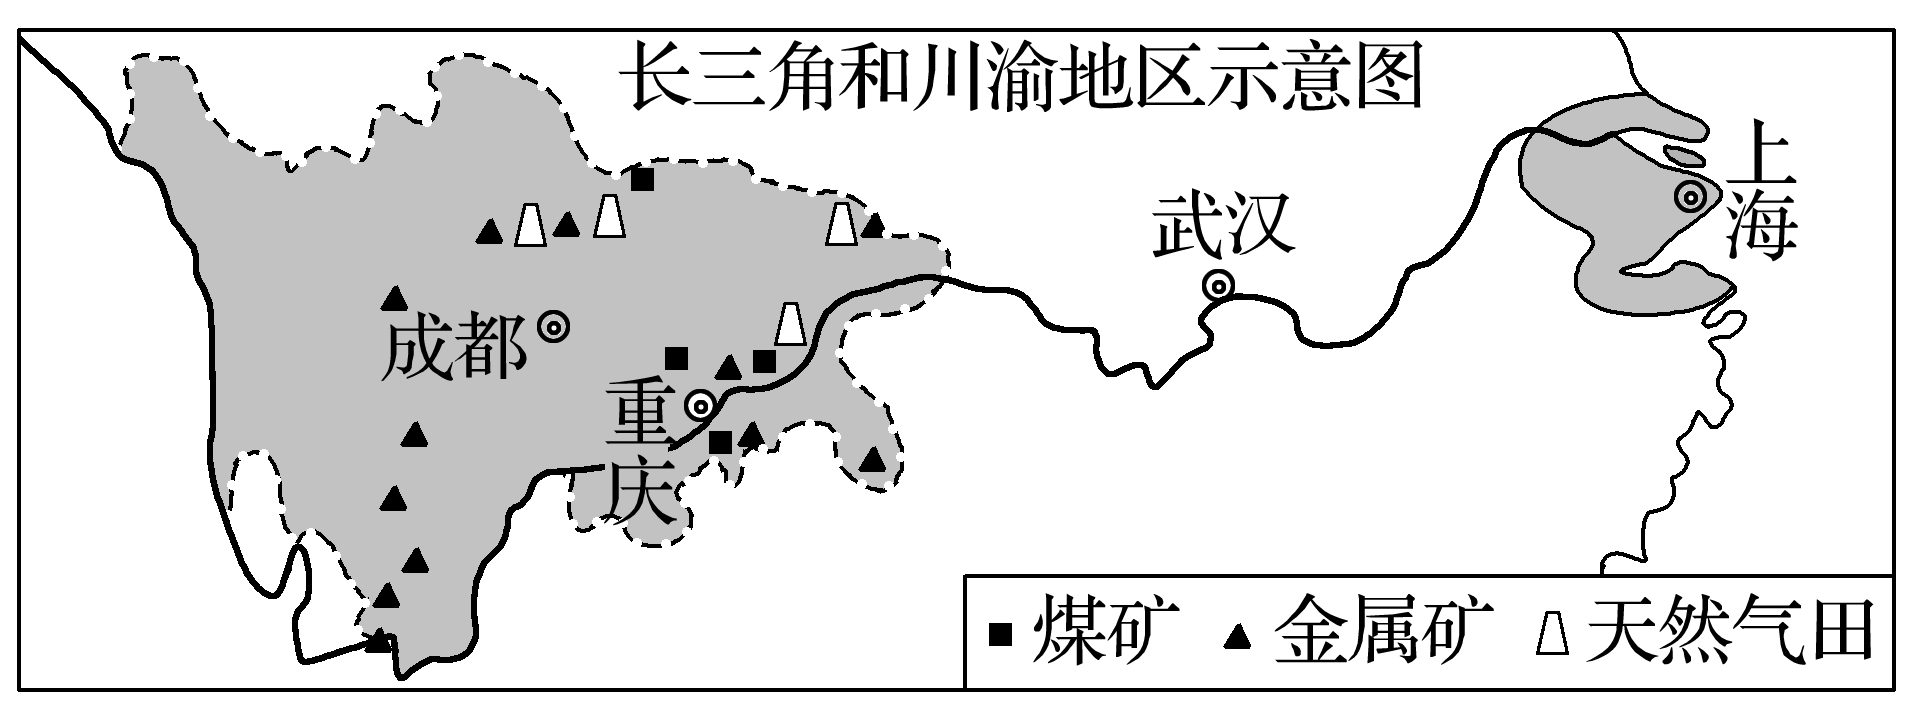 长三角和川渝地区示意图
上海
武汉
成都
重庆
煤矿
金属矿
天然气田